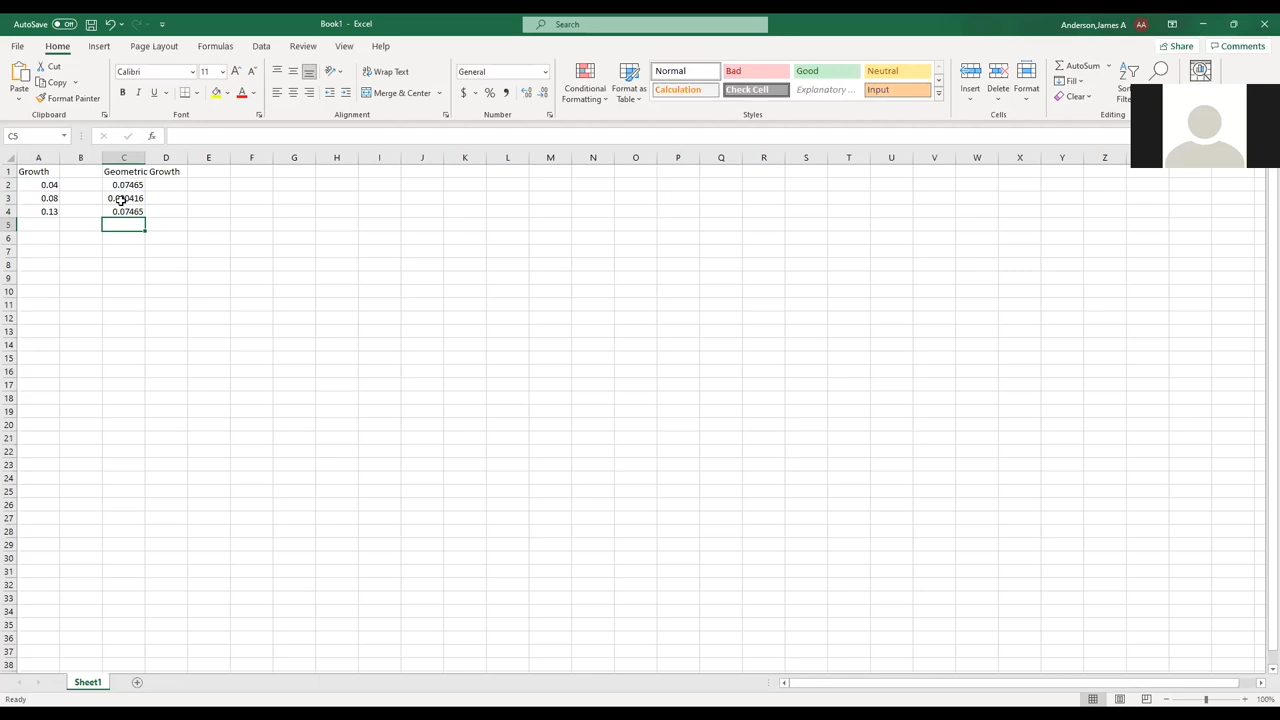 AutoSave Off Book1 - Excel Search Anderson,James A AA
File Home Insert Page Layout Formulas Data Review View Help Share Comments
Paste Cut Copy Format Painter Clipboard
Calibri 11 A A B I U A Font
ab Wrap Text Merge & Center Alignment
General $ % , Number
Conditional Formatting Format as Table
Normal Bad Good Neutral
Calculation Check Cell Explanatory ... Input
Styles
Insert Delete Format Cells
AutoSum Fill Clear Editing
C5 fx
A B C D E F G H I J K L M N O P Q R S T U V W X Y Z
1 Growth Geometric Growth
2 0.04 0.07465
3 0.08
4 0.13 0.07465
5
6
7
8
9
10
11
12
13
14
15
16
17
18
19
20
21
22
23
24
25
26
27
28
29
30
31
32
33
34
35
36
37
38
Sheet1
Ready 100%